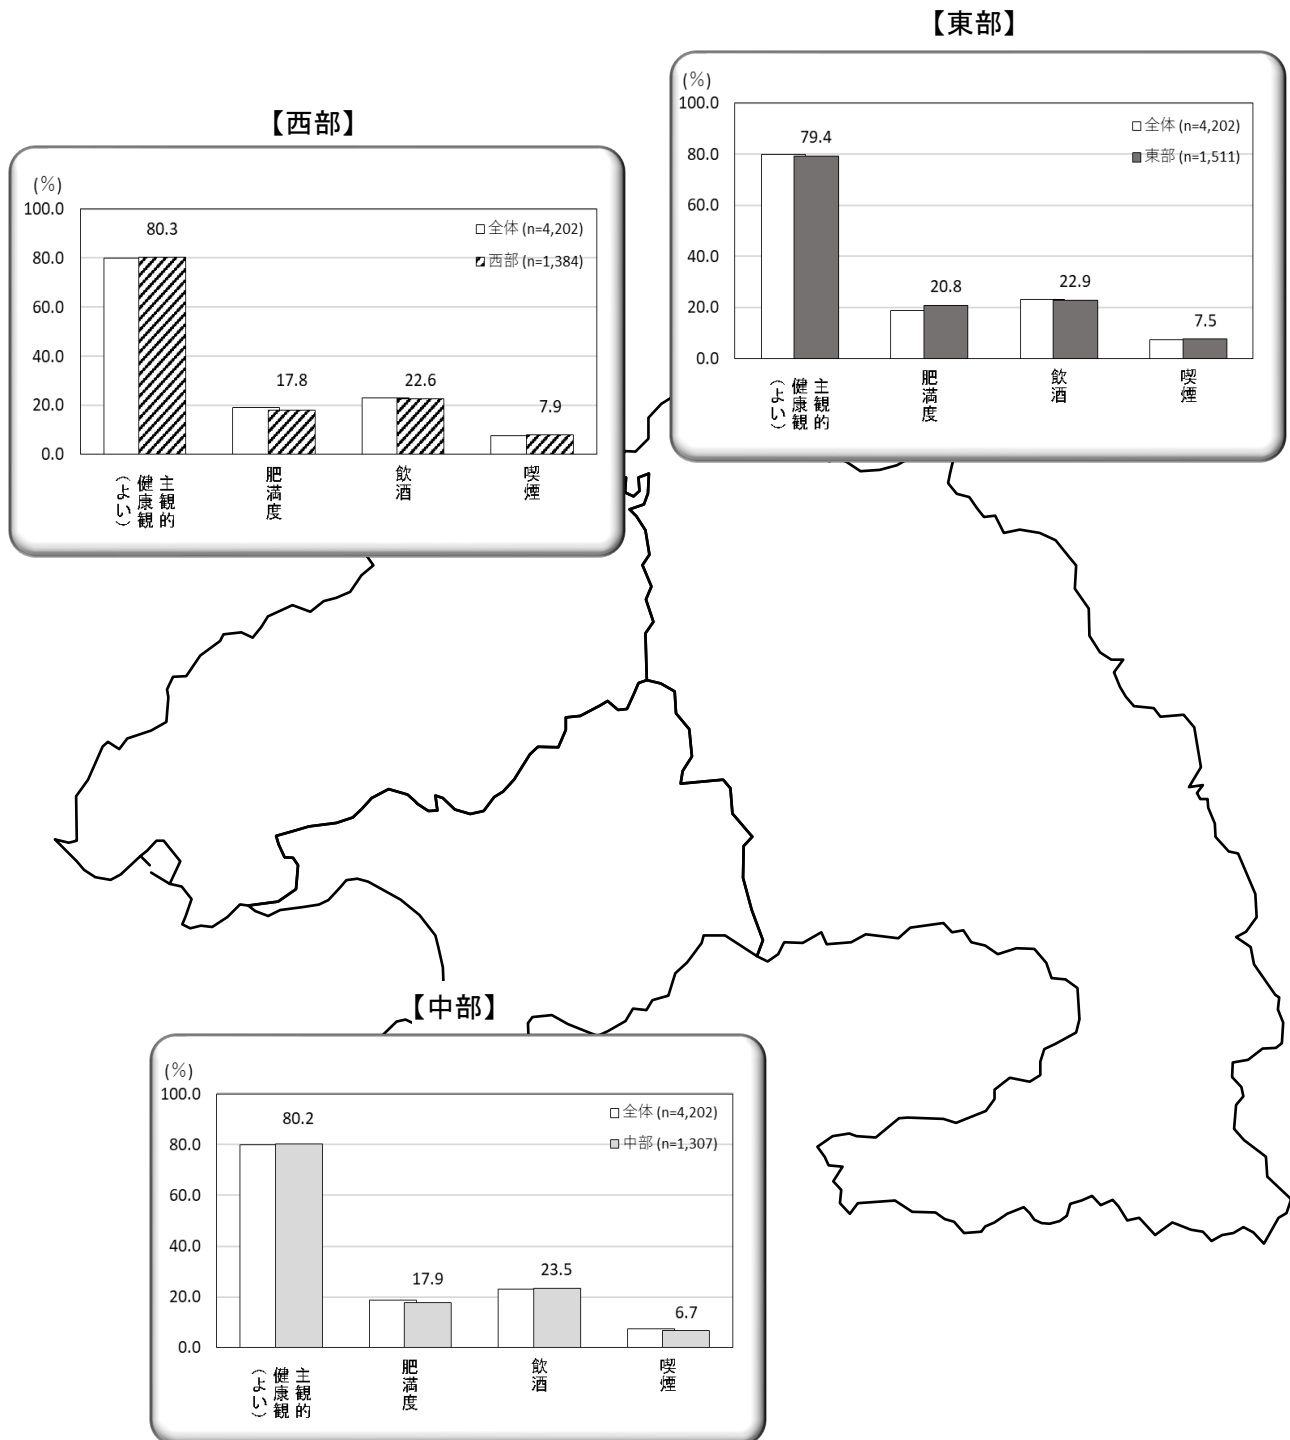 【東部】
(%)
100.0
80.0
60.0
40.0
20.0
0.0
全体 (n=4,202)
東部 (n=1,511)
79.4
20.8
22.9
7.5
主観的
健康観
(よい)
肥満度
飲酒
喫煙
【西部】
(%)
100.0
80.0
60.0
40.0
20.0
0.0
全体 (n=4,202)
西部 (n=1,384)
80.3
17.8
22.6
7.9
主観的
健康観
(よい)
肥満度
飲酒
喫煙
【中部】
(%)
100.0
80.0
60.0
40.0
20.0
0.0
全体 (n=4,202)
中部 (n=1,307)
80.2
17.9
23.5
6.7
主観的
健康観
(よい)
肥満度
飲酒
喫煙